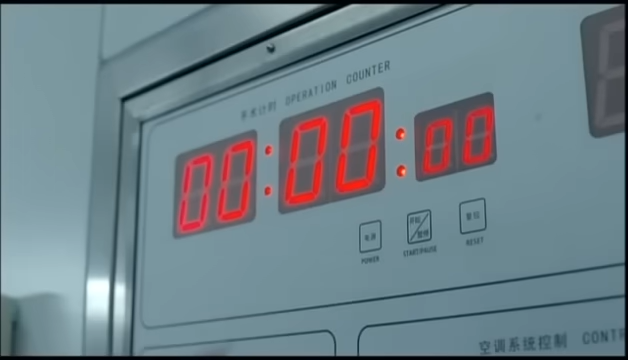 手术计时 OPERATION COUNTER
00:00:00
电源 开始/暂停 复位
POWER START/PAUSE RESET
空调系统控制 CONT